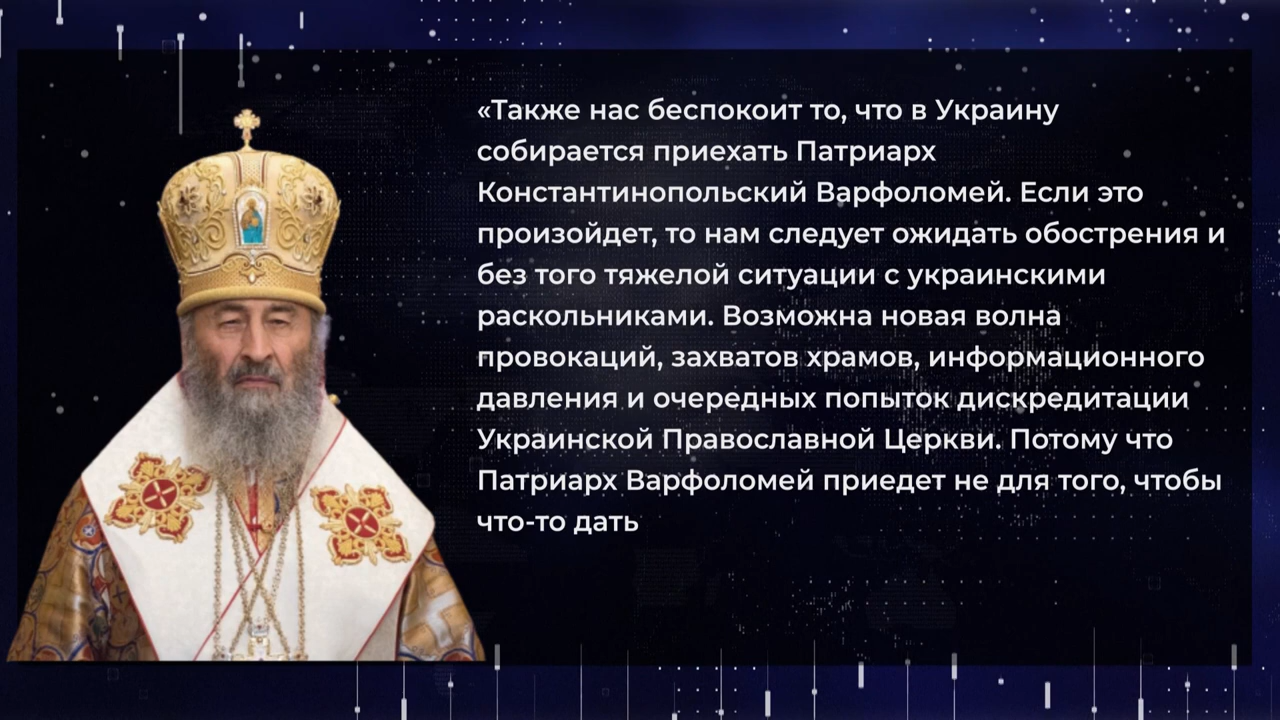 «Также нас беспокоит то, что в Украину
собирается приехать Патриарх
Константинопольский Варфоломей. Если это
произойдет, то нам следует ожидать обострения и
без того тяжелой ситуации с украинскими
раскольниками. Возможна новая волна
провокаций, захватов храмов, информационного
давления и очередных попыток дискредитации
Украинской Православной Церкви. Потому что
Патриарх Варфоломей приедет не для того, чтобы
что-то дать